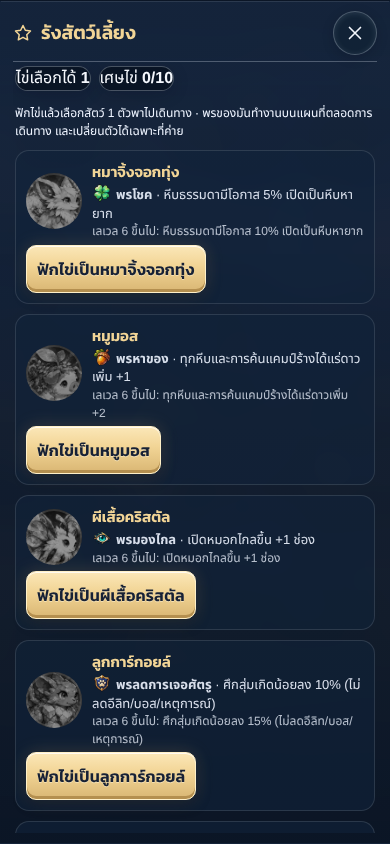 รังสัตว์เลี้ยง
ไข่เลือกได้ 1 เศษไข่ 0/10
ฟักไข่แล้วเลือกสัตว์ 1 ตัวพาไปเดินทาง · พรของมันทำงานบนแผนที่ตลอดการ
เดินทาง และเปลี่ยนตัวได้เฉพาะที่ค่าย
หมาจิ้งจอกทุ่ง
พรโชค · หีบธรรมดามีโอกาส 5% เปิดเป็นหีบหา
ยาก
เลเวล 6 ขึ้นไป: หีบธรรมดามีโอกาส 10% เปิดเป็นหีบหายาก
ฟักไข่เป็นหมาจิ้งจอกทุ่ง
หมูมอส
พรหาของ · ทุกหีบและการค้นแคมป์ร้างได้แร่ดาว
เพิ่ม +1
เลเวล 6 ขึ้นไป: ทุกหีบและการค้นแคมป์ร้างได้แร่ดาวเพิ่ม
+2
ฟักไข่เป็นหมูมอส
ผีเสื้อคริสตัล
พรมองไกล · เปิดหมอกไกลขึ้น +1 ช่อง
เลเวล 6 ขึ้นไป: เปิดหมอกไกลขึ้น +1 ช่อง
ฟักไข่เป็นผีเสื้อคริสตัล
ลูกการ์กอยล์
พรลดการเจอศัตรู · ศึกสุ่มเกิดน้อยลง 10% (ไม่
ลดอีลิท/บอส/เหตุการณ์)
เลเวล 6 ขึ้นไป: ศึกสุ่มเกิดน้อยลง 15% (ไม่ลดอีลิท/บอส/
เหตุการณ์)
ฟักไข่เป็นลูกการ์กอยล์